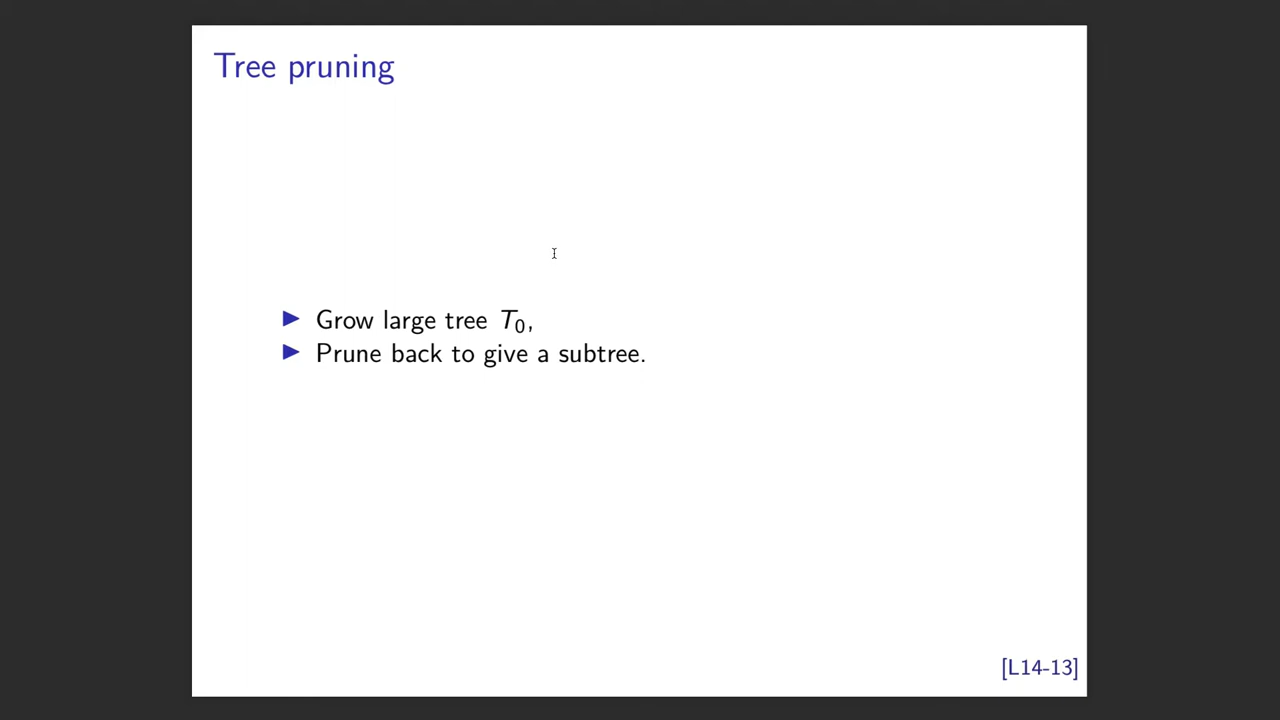 Tree pruning
▶ Grow large tree T₀,
▶ Prune back to give a subtree.
[L14-13]